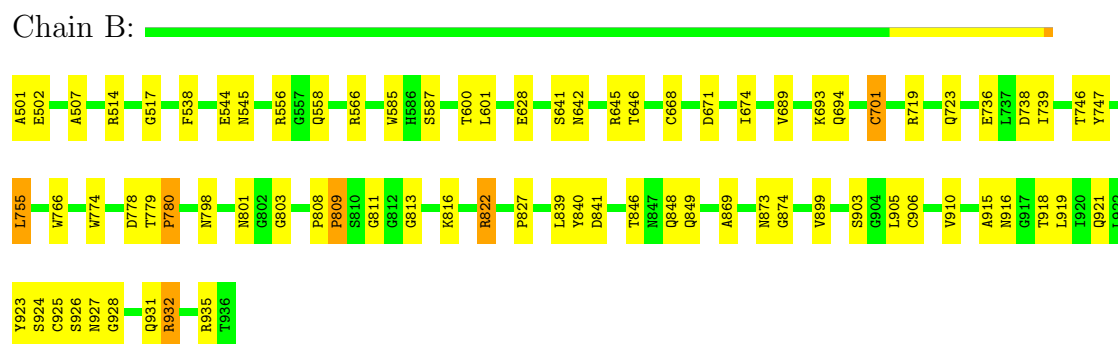 Chain B:
A501 E502 A507 R514 G517 F538 E544 N545 R556 G557 Q558 R566 W585 H586 S587 T600 L601 E628 S641 N642 R645 T646 C668 D671 I674 V689 K693 Q694 C701 R719 Q723 E736 L737 D738 I739 T746 Y747
L755 W766 W774 D778 T779 P780 N798 N801 G802 G803 P808 P809 S810 G811 G812 G813 K816 R822 P827 L839 Y840 D841 T846 N847 Q848 Q849 A869 N873 G874 V899 S903 G904 L905 C906 V910 A915 N916 G917 T918 L919 I920 Q921
Y923 S924 C925 S926 N927 G928 Q931 R932 R935 T936